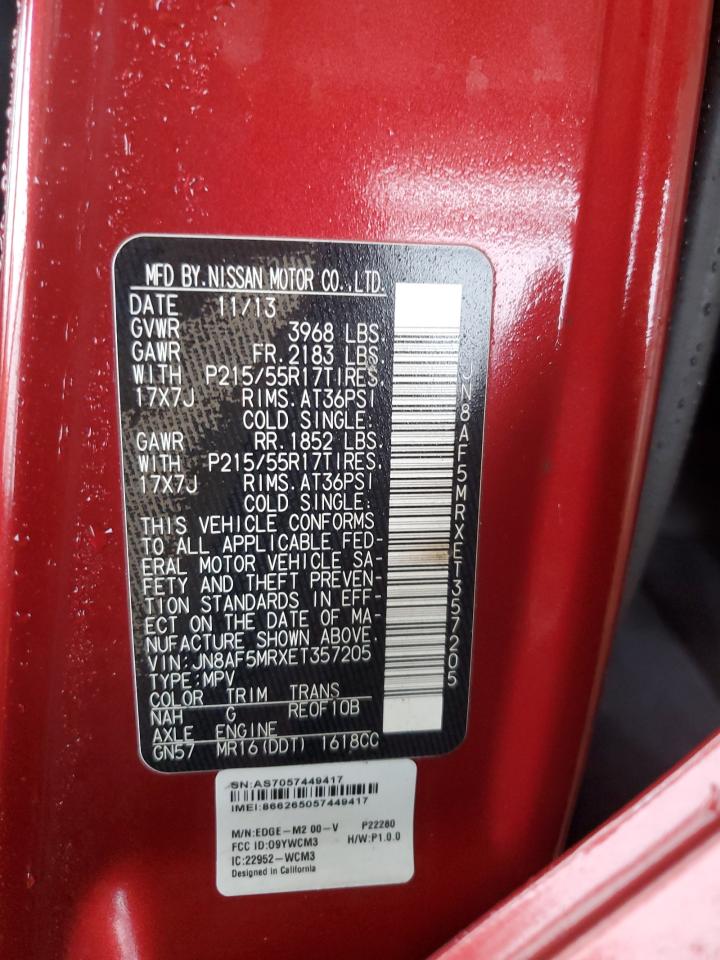 MFD BY.NISSAN MOTOR CO.,LTD.
DATE 11/13
GVWR 3968 LBS
GAWR FR.2183 LBS.
WITH P215/55R17TIRES.
17X7J RIMS.AT36PSI
COLD SINGLE.
GAWR RR.1852 LBS.
WITH P215/55R17TIRES.
17X7J RIMS.AT36PSI
COLD SINGLE.
THIS VEHICLE CONFORMS
TO ALL APPLICABLE FED-
ERAL MOTOR VEHICLE SA-
FETY AND THEFT PREVEN-
TION STANDARDS IN EFF-
ECT ON THE DATE OF MA-
NUFACTURE SHOWN ABOVE.
VIN:JN8AF5MRXET357205
TYPE:MPV
COLOR TRIM TRANS
NAH G RE0F10B
AXLE ENGINE
GN57 MR16(DDT) 1618CC
JN8AF5MRXET357205
SN:AS7057449417
IMEI:866265057449417
M/N:EDGE-M2 00-V P22280
FCC ID:O9YWCM3 H/W:P1.0.0
IC:22952-WCM3
Designed in California